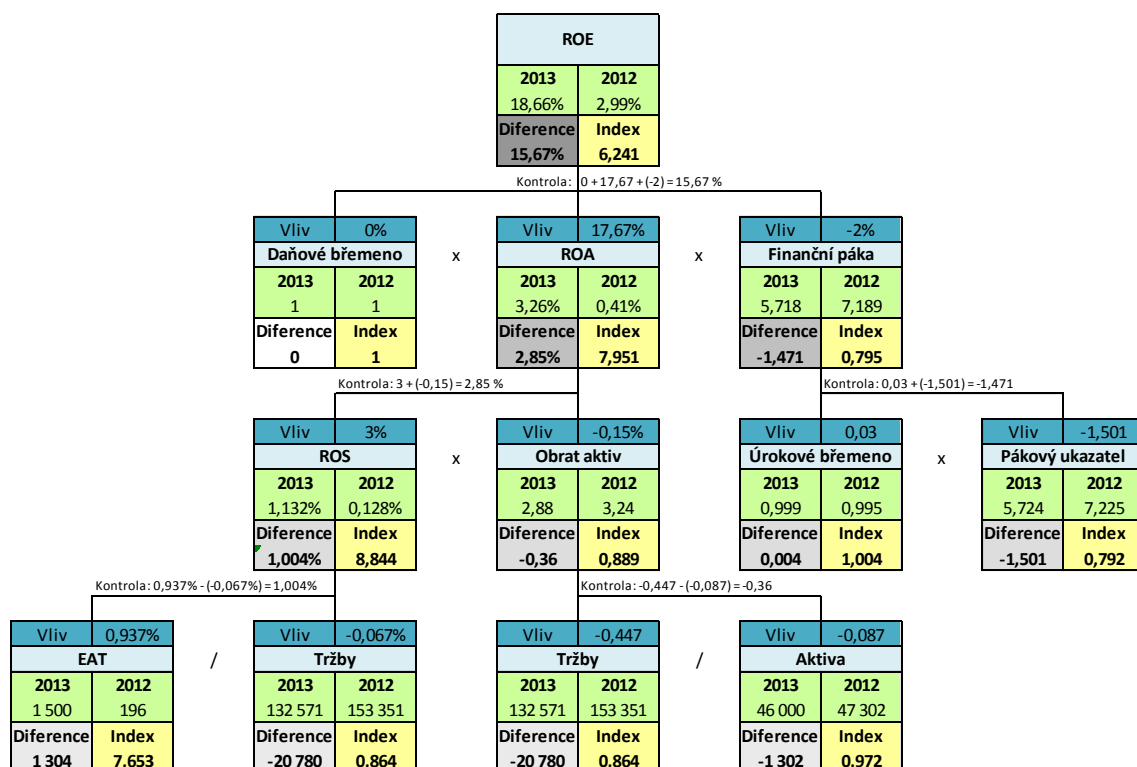 ROE
2013 2012
18,66% 2,99%
Diference Index
15,67% 6,241
Kontrola: 0 + 17,67 + (-2) = 15,67 %
Vliv 0% Vliv 17,67% Vliv -2%
Daňové břemeno x ROA x Finanční páka
2013 2012 2013 2012 2013 2012
1 1 3,26% 0,41% 5,718 7,189
Diference Index Diference Index Diference Index
0 1 2,85% 7,951 -1,471 0,795
Kontrola: 3 + (-0,15) = 2,85 % Kontrola: 0,03 + (-1,501) = -1,471
Vliv 3% Vliv -0,15% Vliv 0,03 Vliv -1,501
ROS x Obrat aktiv Úrokové břemeno x Pákový ukazatel
2013 2012 2013 2012 2013 2012 2013 2012
1,132% 0,128% 2,88 3,24 0,999 0,995 5,724 7,225
Diference Index Diference Index Diference Index Diference Index
1,004% 8,844 -0,36 0,889 0,004 1,004 -1,501 0,792
Kontrola: 0,937% - (-0,067%) = 1,004% Kontrola: -0,447 - (-0,087) = -0,36
Vliv 0,937% Vliv -0,067% Vliv -0,447 Vliv -0,087
EAT / Tržby Tržby / Aktiva
2013 2012 2013 2012 2013 2012 2013 2012
1 500 196 132 571 153 351 132 571 153 351 46 000 47 302
Diference Index Diference Index Diference Index Diference Index
1 304 7,653 -20 780 0,864 -20 780 0,864 -1 302 0,972